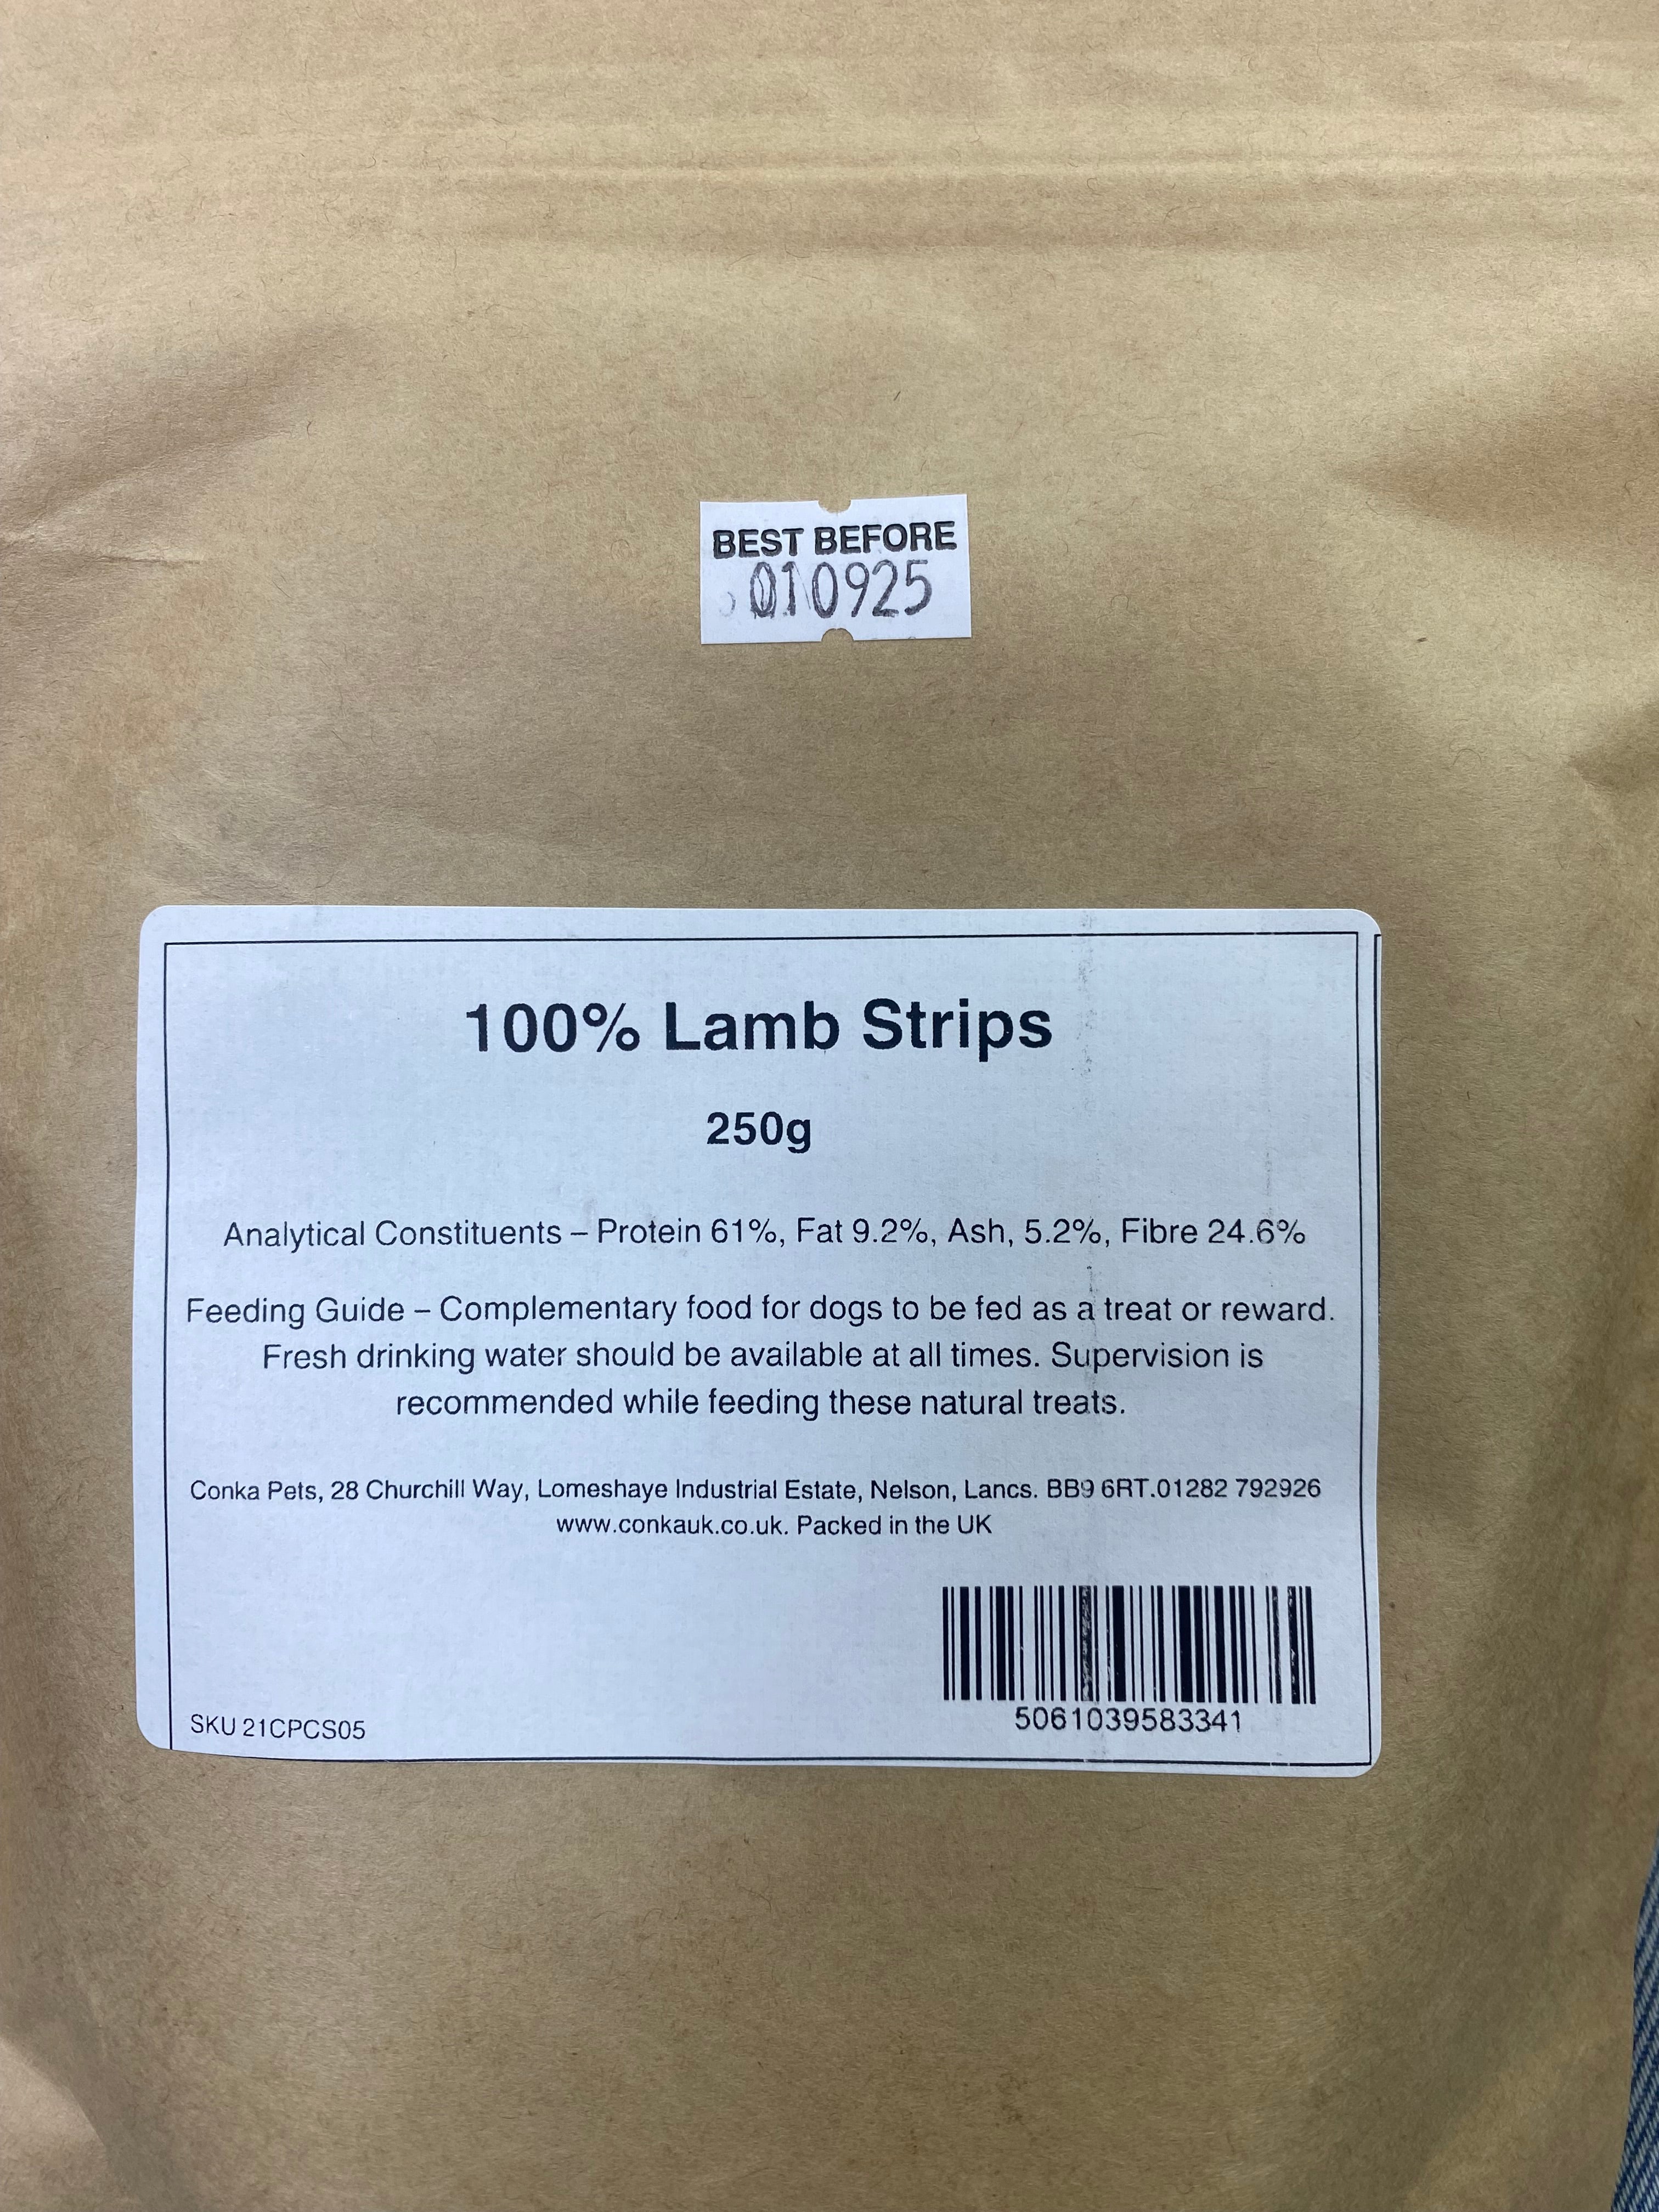 BEST BEFORE
010925
100% Lamb Strips
250g
Analytical Constituents – Protein 61%, Fat 9.2%, Ash, 5.2%, Fibre 24.6%
Feeding Guide – Complementary food for dogs to be fed as a treat or reward.
Fresh drinking water should be available at all times. Supervision is
recommended while feeding these natural treats.
Conka Pets, 28 Churchill Way, Lomeshaye Industrial Estate, Nelson, Lancs. BB9 6RT.01282 792926
www.conkauk.co.uk. Packed in the UK
5061039583341
SKU 21CPCS05